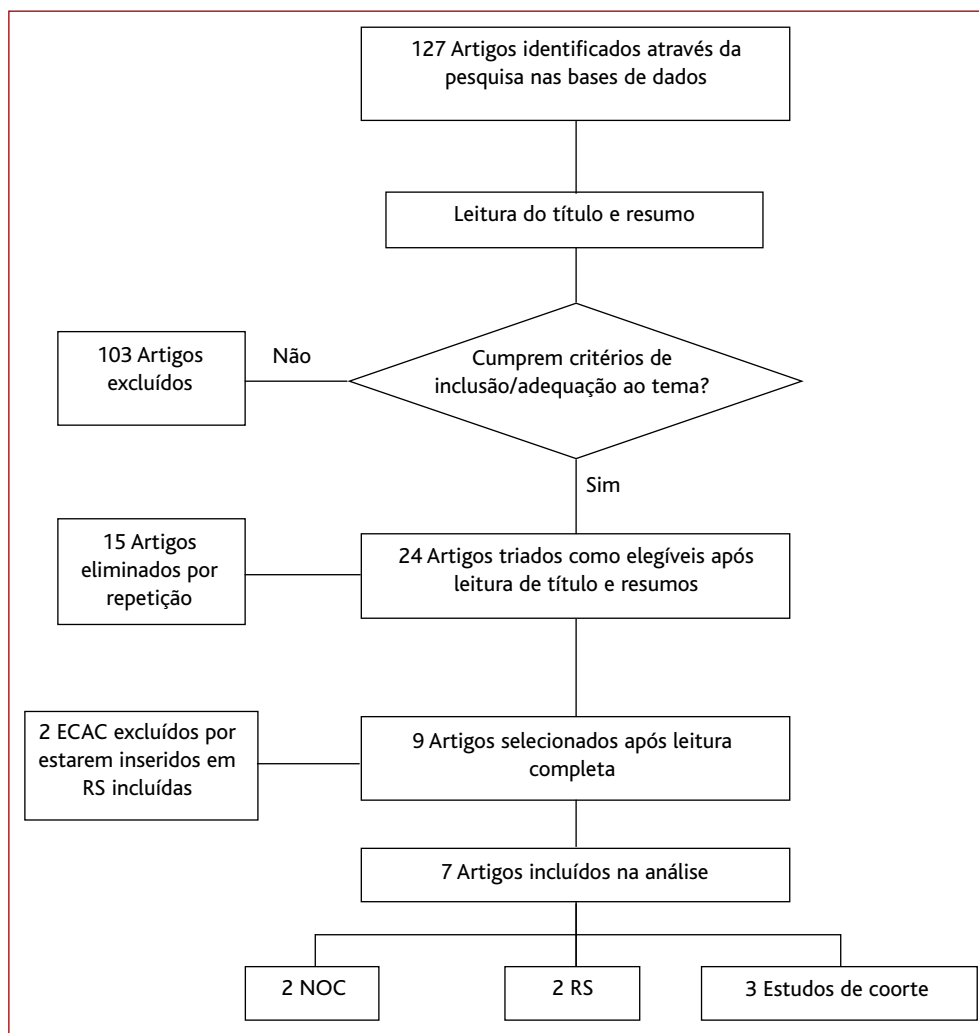 127 Artigos identificados através da
pesquisa nas bases de dados
Leitura do título e resumo
103 Artigos
excluídos
Não
Cumprem critérios de
inclusão/adequação ao tema?
Sim
15 Artigos
eliminados por
repetição
24 Artigos triados como elegíveis após
leitura de título e resumos
2 ECAC excluídos por
estarem inseridos em
RS incluídas
9 Artigos selecionados após leitura
completa
7 Artigos incluídos na análise
2 NOC
2 RS
3 Estudos de coorte